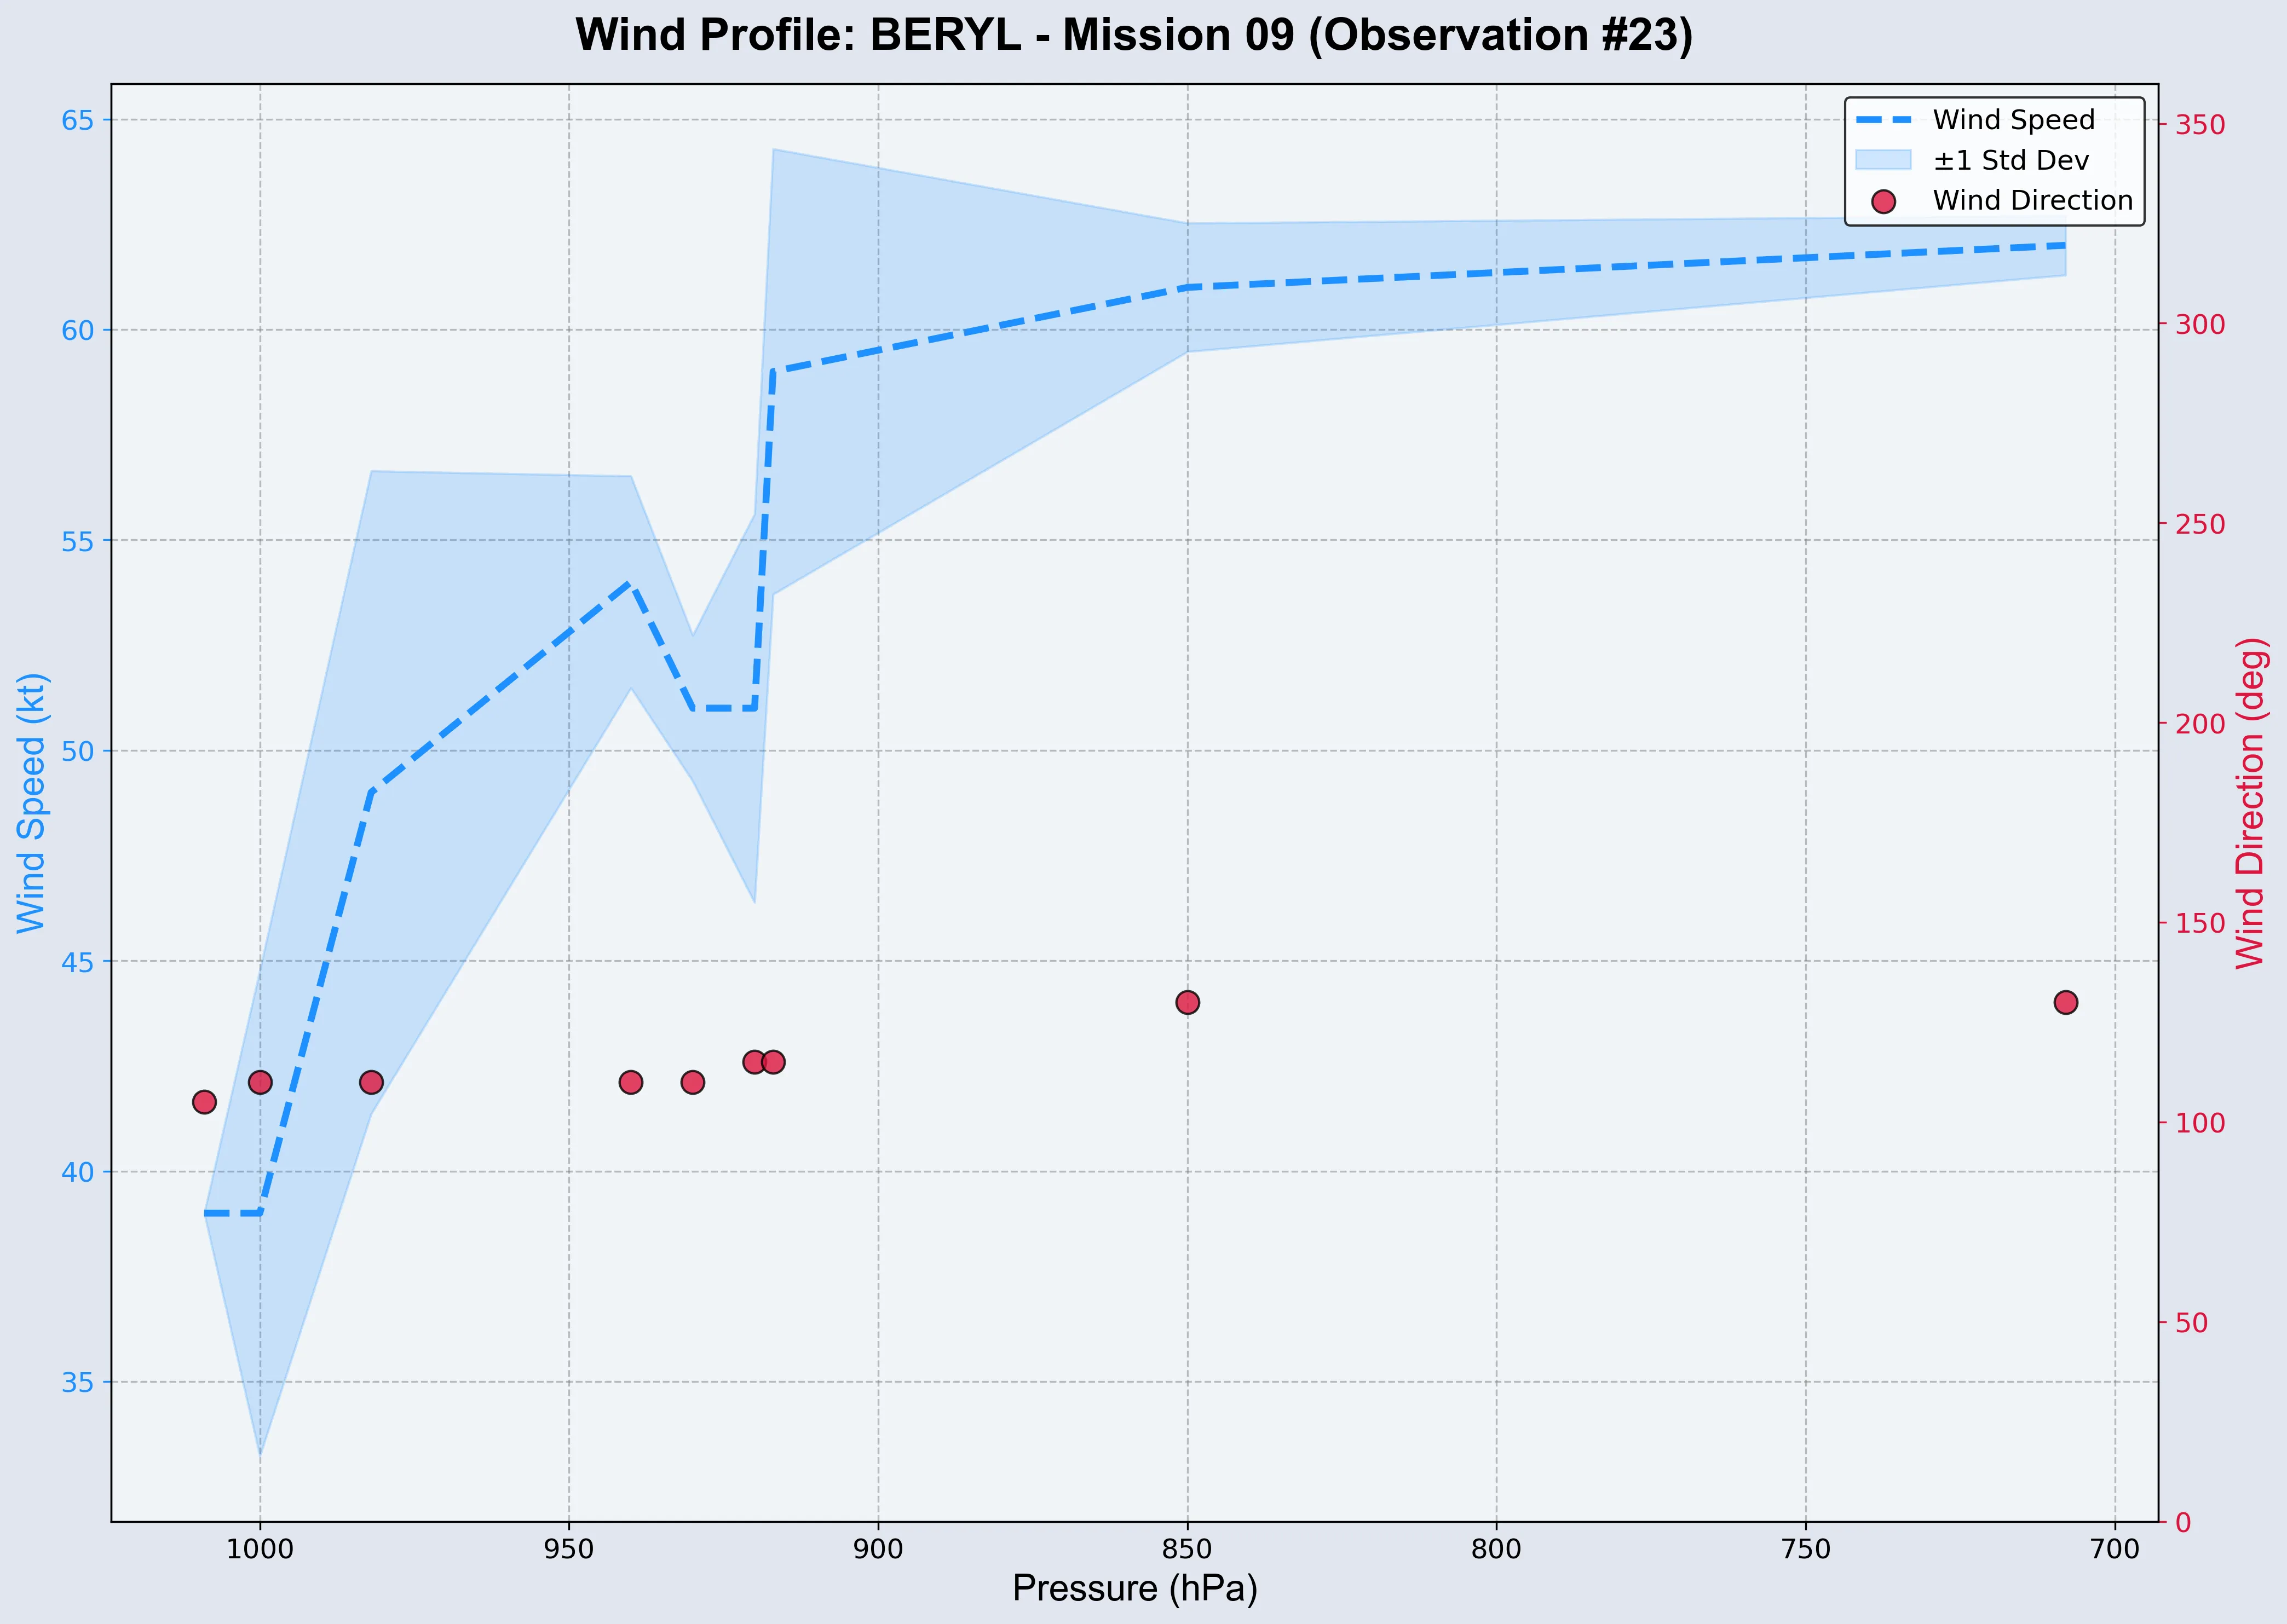 Wind Profile: BERYL - Mission 09 (Observation #23)
Wind Speed
±1 Std Dev
Wind Direction
Wind Speed (kt)
65
60
55
50
45
40
35
350
300
250
200
150
100
50
0
Wind Direction (deg)
1000 950 900 850 800 750 700
Pressure (hPa)